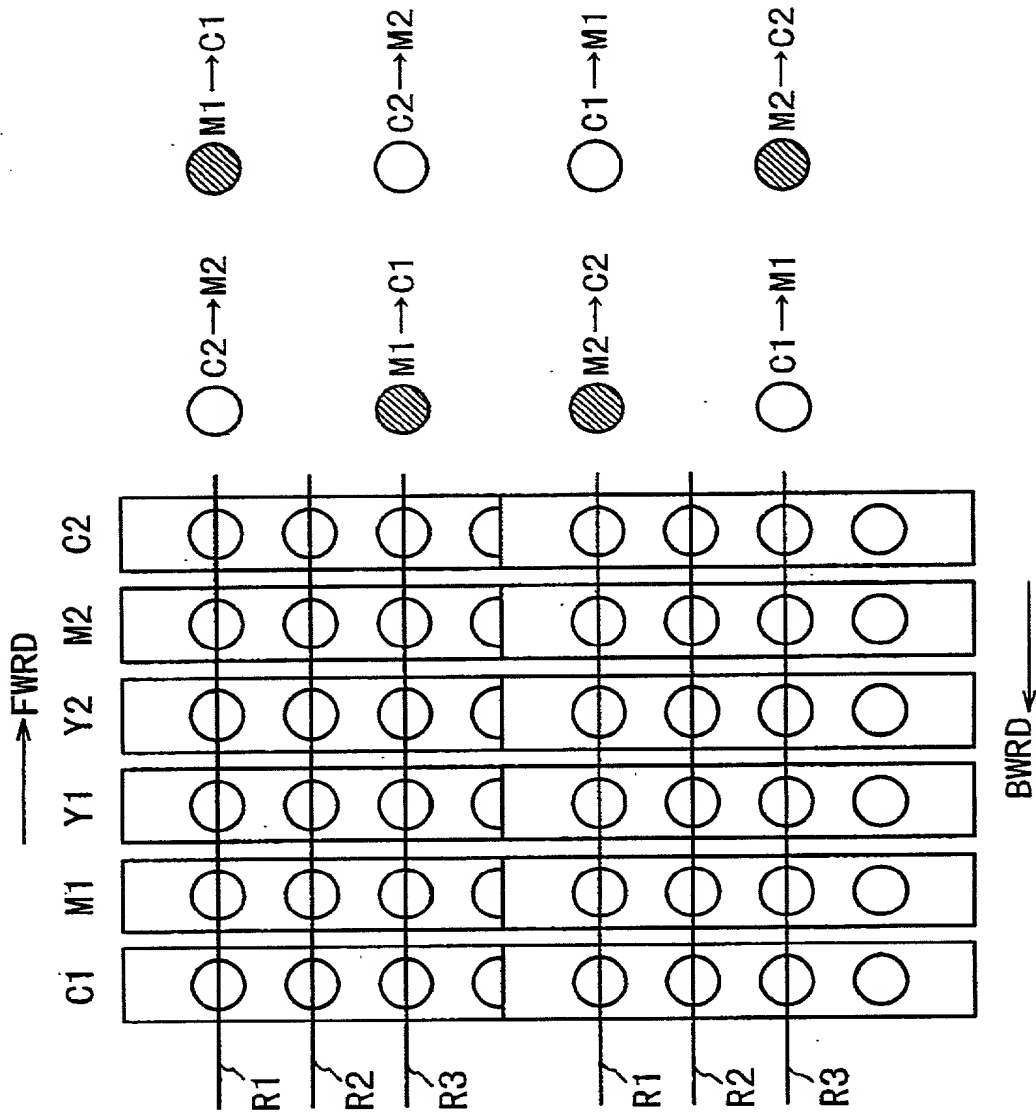 FWRD
C1 M1 Y1 Y2 M2 C2
R1
C2→M2
M1→C1
R2
R3
M1→C1
C2→M2
R1
M2→C2
C1→M1
R2
R3
C1→M1
M2→C2
BWRD